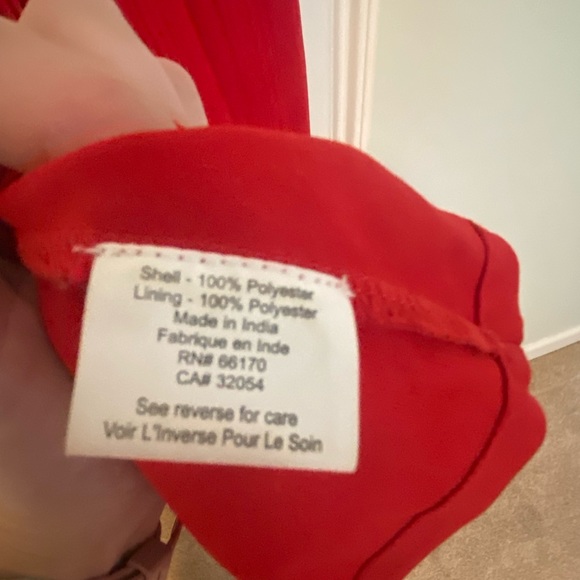 Shell - 100% Polyester
Lining - 100% Polyester
Made in India
Fabriqué en Inde
RN# 66170
CA# 32054
See reverse for care
Voir L'Inverse Pour Le Soin